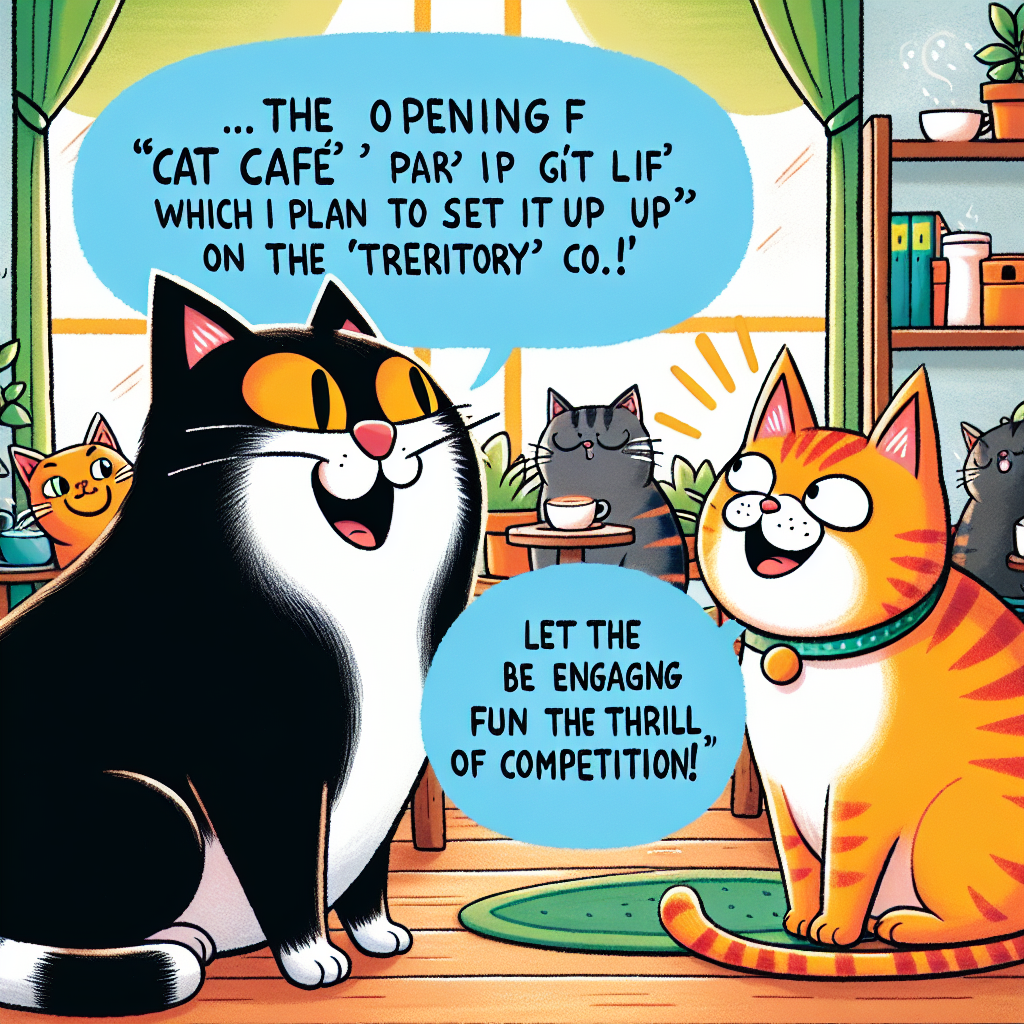 ... THE OPENING F
“CAT CAFÉ’ ’ PAR’ IP GÍT LIF’
WHICH I PLAN TO SET IT UP UP”
ON THE ‘TRERITORY’ CO.!'
LET THE
BE ENGAGNG
FUN THE THRILL
OF COMPETITION!”